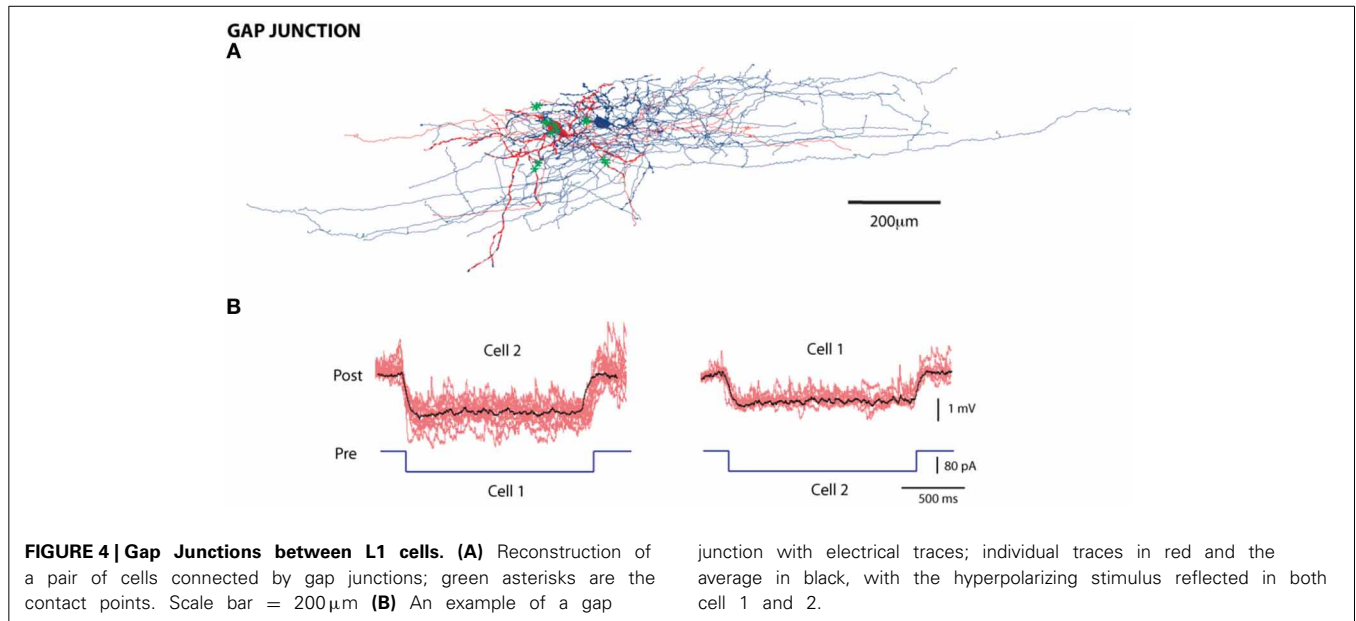 GAP JUNCTION
A
200μm
B
Cell 2
Cell 1
Post
1 mV
Pre
80 pA
Cell 1
Cell 2
500 ms
FIGURE 4 | Gap Junctions between L1 cells. (A) Reconstruction of
a pair of cells connected by gap junctions; green asterisks are the
contact points. Scale bar = 200 μm (B) An example of a gap
junction with electrical traces; individual traces in red and the
average in black, with the hyperpolarizing stimulus reflected in both
cell 1 and 2.